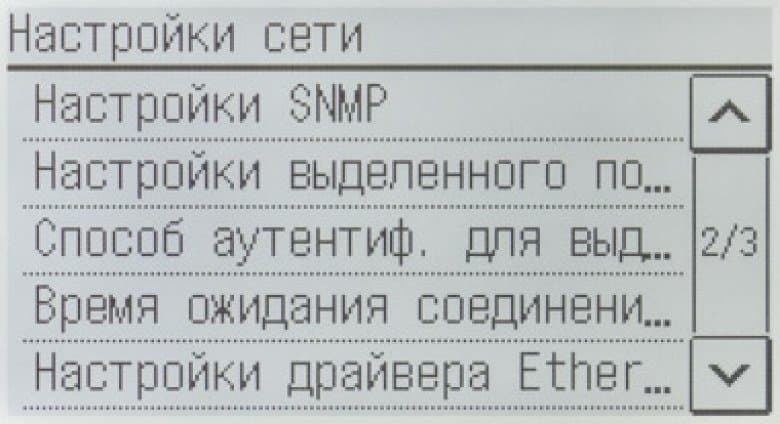 Настройки сети
Настройки SNMP
Настройки выделенного по...
Способ аутентиф. для выд...
2/3
Время ожидания соединени...
Настройки драйвера Ether...